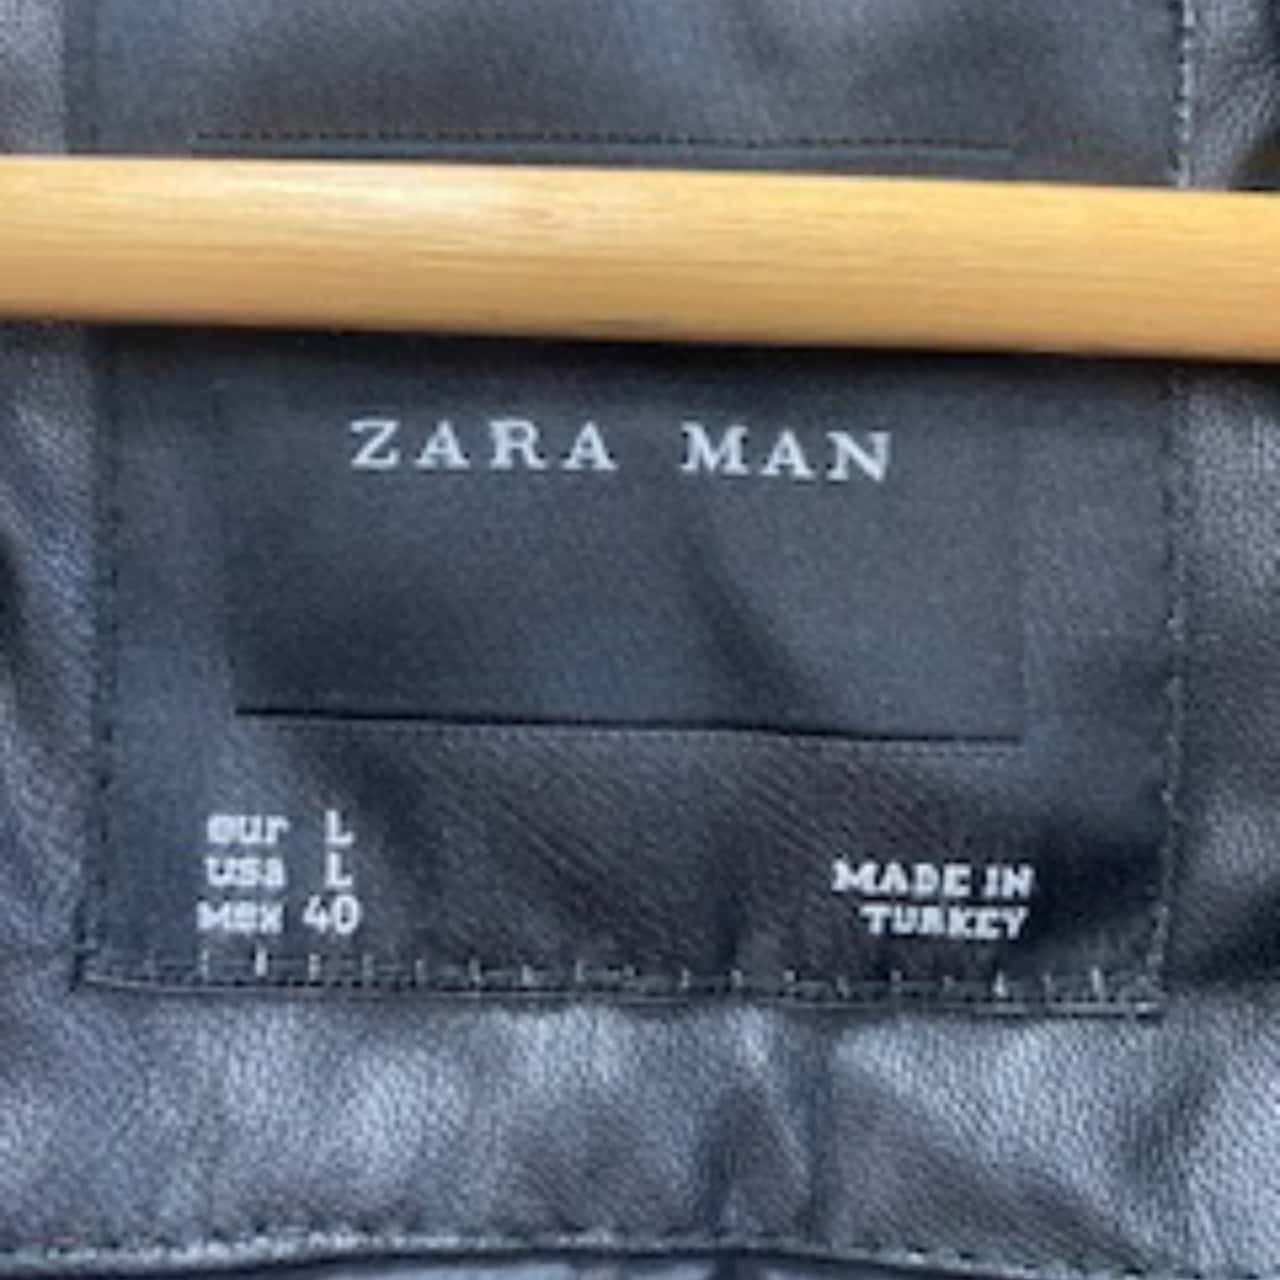 ZARA MAN
eur L
usa L
Mex 40
MADE IN
TURKEY